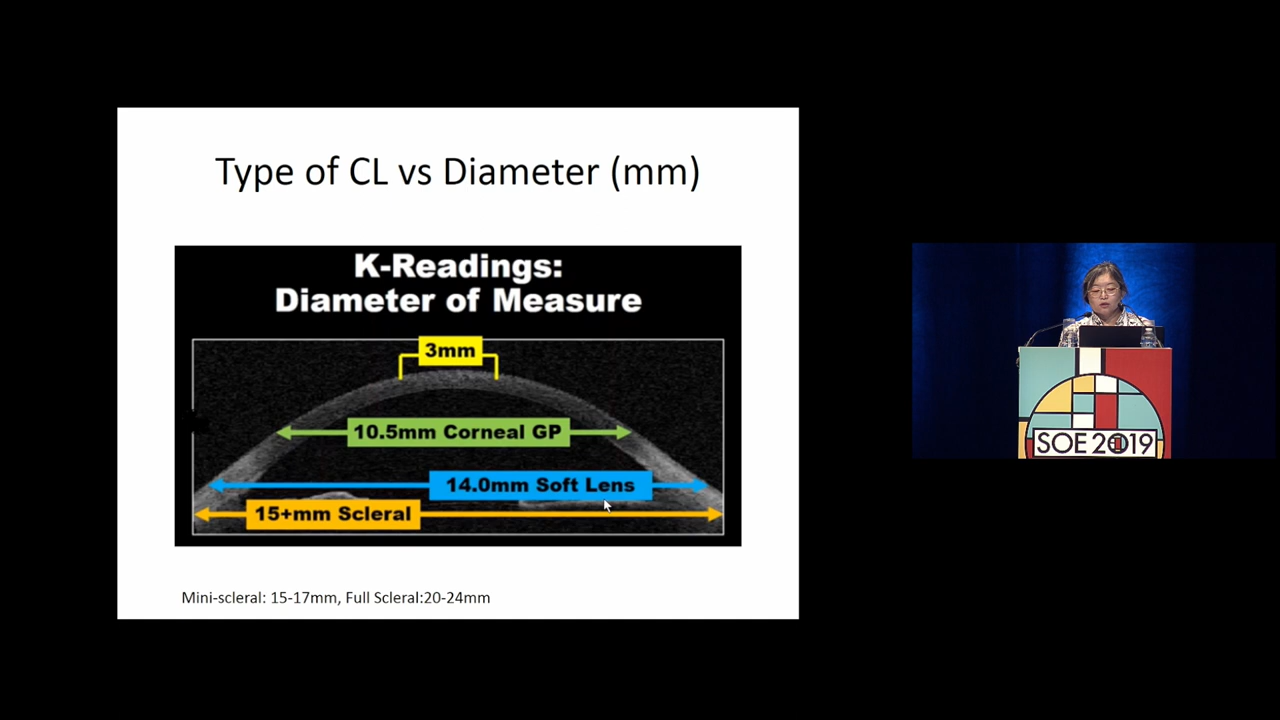 Type of CL vs Diameter (mm)
K-Readings:
Diameter of Measure
3mm
10.5mm Corneal GP
14.0mm Soft Lens
15+mm Scleral
Mini-scleral: 15-17mm, Full Scleral:20-24mm
SOE 2019